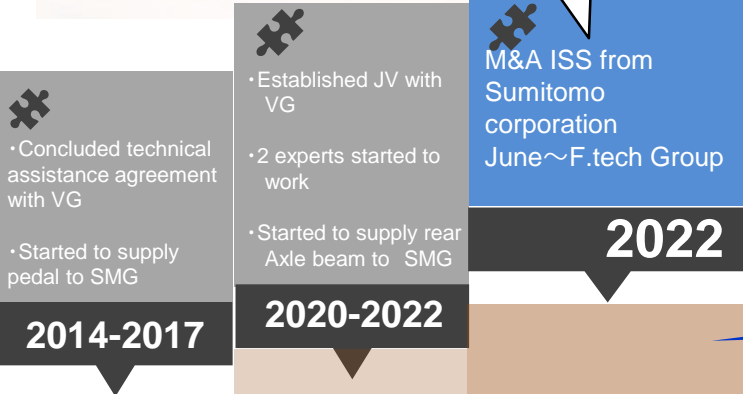 ・Concluded technical
assistance agreement
with VG
・Started to supply
pedal to SMG
2014-2017
・Established JV with
VG
・2 experts started to
work
・Started to supply rear
Axle beam to SMG
2020-2022
M&A ISS from
Sumitomo
corporation
June～F.tech Group
2022